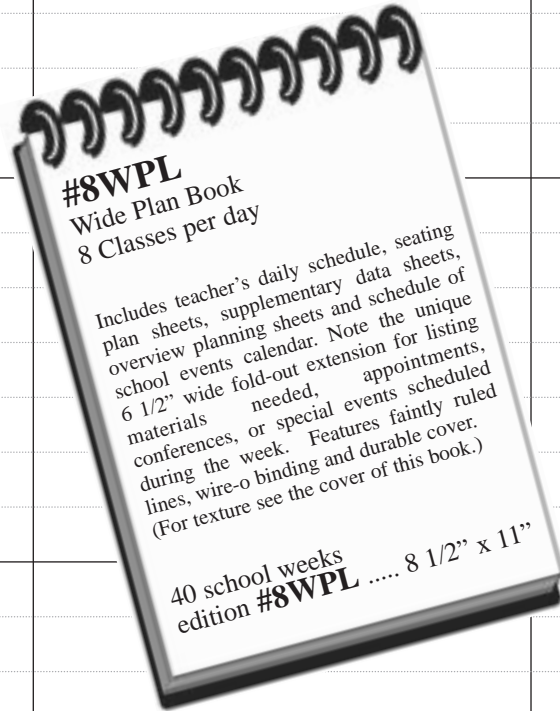 #8WPL
Wide Plan Book
8 Classes per day
Includes teacher’s daily schedule, seating
plan sheets, supplementary data sheets,
overview planning sheets and schedule of
school events calendar. Note the unique
6 1/2” wide fold-out extension for listing
materials needed, appointments,
conferences, or special events scheduled
during the week. Features faintly ruled
lines, wire-o binding and durable cover.
(For texture see the cover of this book.)
40 school weeks
edition #8WPL ..... 8 1/2” x 11”